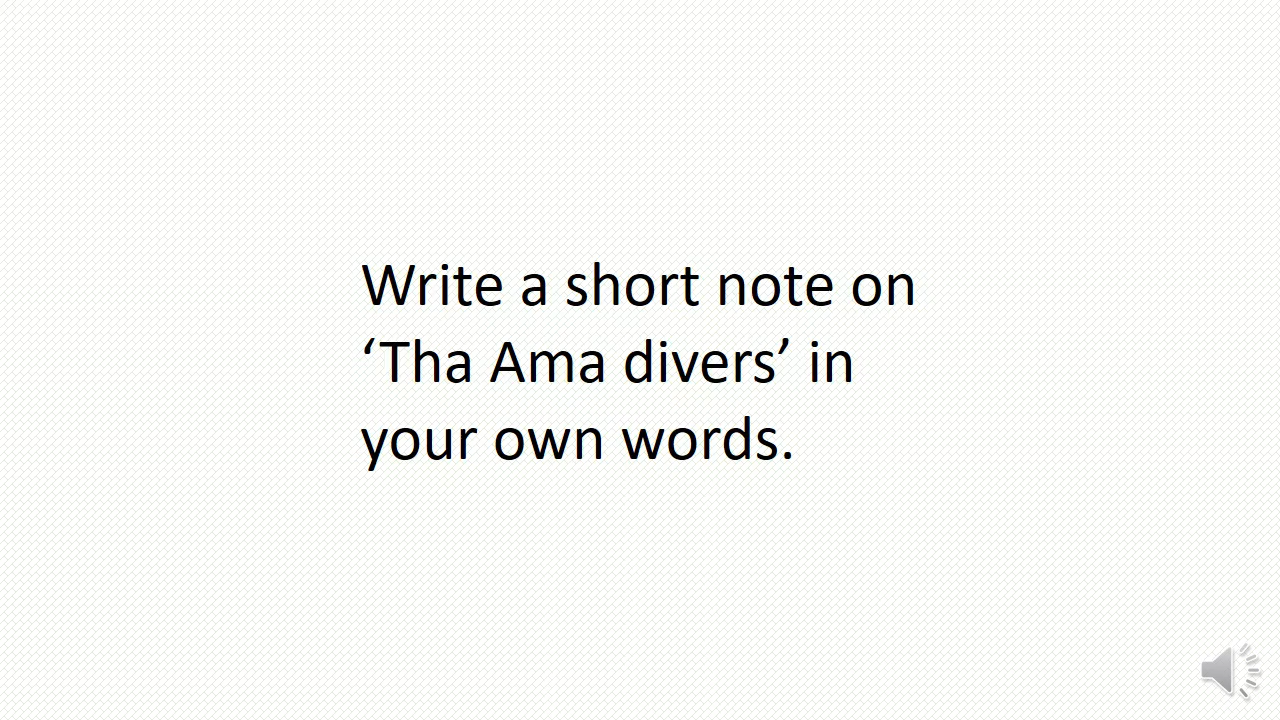 Write a short note on
‘Tha Ama divers’ in
your own words.